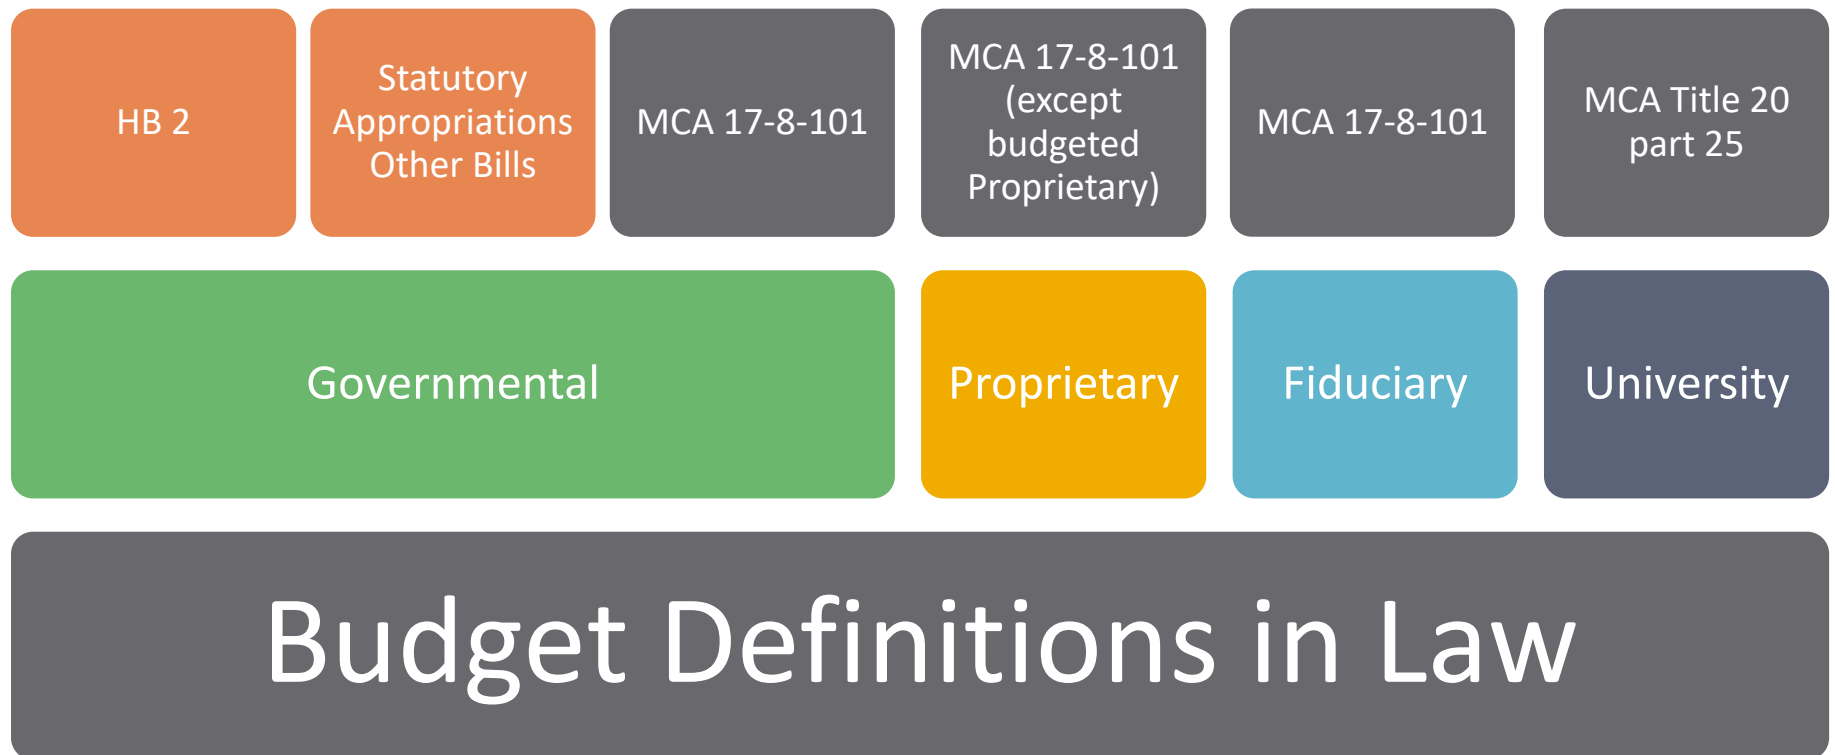 HB 2
Statutory
Appropriations
Other Bills
MCA 17-8-101
MCA 17-8-101
(except
budgeted
Proprietary)
MCA 17-8-101
MCA Title 20
part 25
Governmental
Proprietary
Fiduciary
University
Budget Definitions in Law